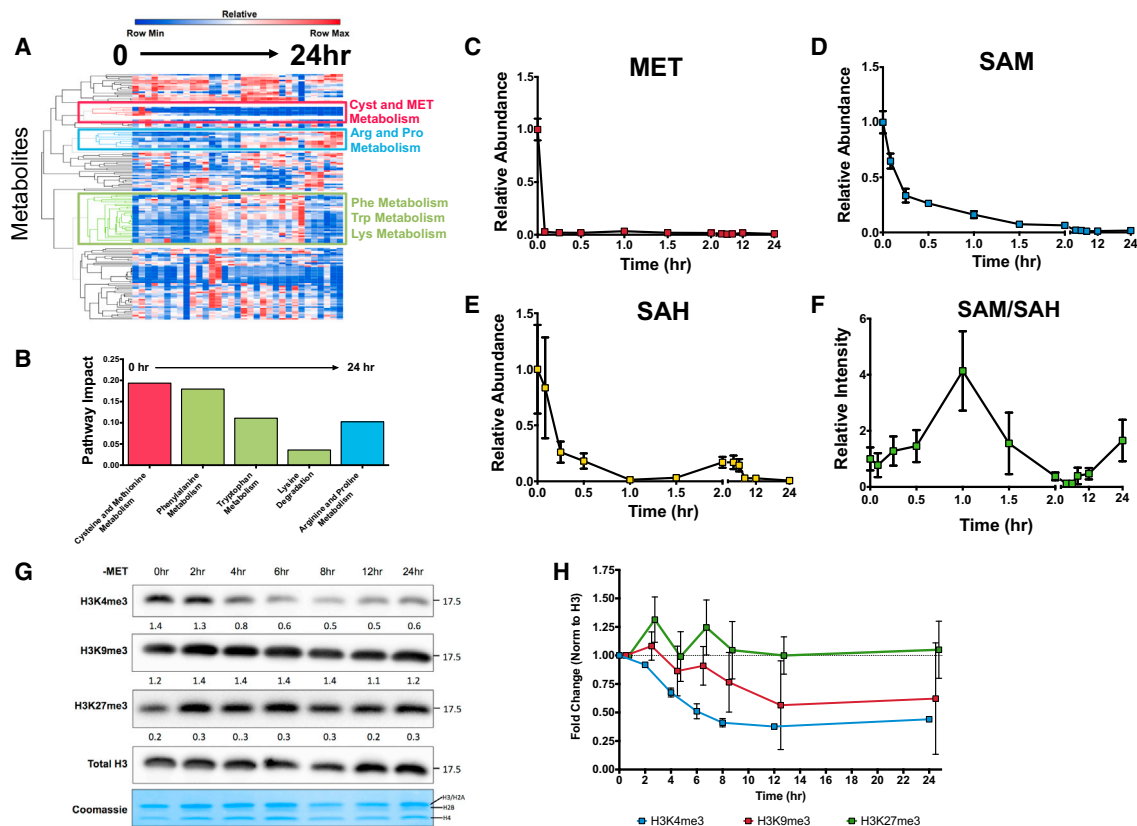 Relative
Row Min Row Max
A
0 24hr
Metabolites
Cyst and MET
Metabolism
Arg and Pro
Metabolism
Phe Metabolism
Trp Metabolism
Lys Metabolism
B
0 hr 24 hr
Pathway Impact
0.25
0.20
0.15
0.10
0.05
0.00
Cysteine and Methionine
Metabolism
Phenylalanine
Metabolism
Tryptophan
Metabolism
Lysine
Degradation
Arginine and Proline
Metabolism
C
MET
Relative Abundance
1.5
1.0
0.5
0.0
0.0 0.5 1.0 1.5 2.0 12 24
Time (hr)
D
SAM
Relative Abundance
1.5
1.0
0.5
0.0
0.0 0.5 1.0 1.5 2.0 12 24
Time (hr)
E
SAH
Relative Abundance
1.5
1.0
0.5
0.0
0.0 0.5 1.0 1.5 2.0 12 24
Time (hr)
F
SAM/SAH
Relative Intensity
6
4
2
0
0.0 0.5 1.0 1.5 2.0 12 24
Time (hr)
G
-MET 0hr 2hr 4hr 6hr 8hr 12hr 24hr
H3K4me3 17.5
1.4 1.3 0.8 0.6 0.5 0.5 0.6
H3K9me3
1.2 1.4 1.4 1.4 1.4 1.1 1.2
H3K27me3 17.5
0.2 0.3 0..3 0.3 0.3 0.2 0.3
Total H3 17.5
Coomassie
H3/H2A
H2B
H4
H
Fold Change (Norm to H3)
1.75
1.50
1.25
1.00
0.75
0.50
0.25
0.00
0 2 4 6 8 10 12 14 16 18 20 22 24
Time (hr)
H3K4me3 H3K9me3 H3K27me3